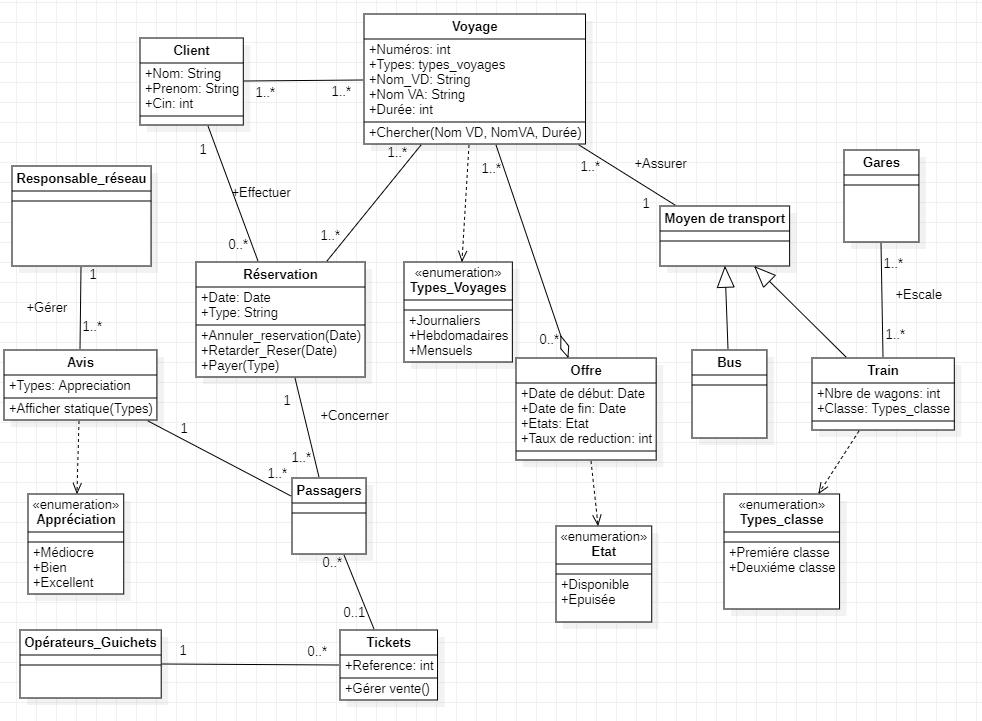 Client
+Nom: String
+Prenom: String
+Cin: int
Voyage
+Numéros: int
+Types: types_voyages
+Nom_VD: String
+Nom VA: String
+Durée: int
+Chercher(Nom VD, NomVA, Durée)
1..*
1..*
1
+Effectuer
0..*
1..*
1..*
1..*
0..*
1..*
+Assurer
1
Responsable_réseau
1
+Gérer
1..*
Réservation
+Date: Date
+Type: String
+Annuler_reservation(Date)
+Retarder_Reser(Date)
+Payer(Type)
«enumeration»
Types_Voyages
+Journaliers
+Hebdomadaires
+Mensuels
Moyen de transport
Gares
1..*
+Escale
1..*
Avis
+Types: Appreciation
+Afficher statique(Types)
1
1..*
1
+Concerner
1..*
Offre
+Date de début: Date
+Date de fin: Date
+Etats: Etat
+Taux de reduction: int
Bus
Train
+Nbre de wagons: int
+Classe: Types_classe
«enumeration»
Appréciation
+Médiocre
+Bien
+Excellent
Passagers
«enumeration»
Etat
+Disponible
+Epuisée
«enumeration»
Types_classe
+Premiére classe
+Deuxiéme classe
0..*
0..1
Opérateurs_Guichets
1
0..*
Tickets
+Reference: int
+Gérer vente()